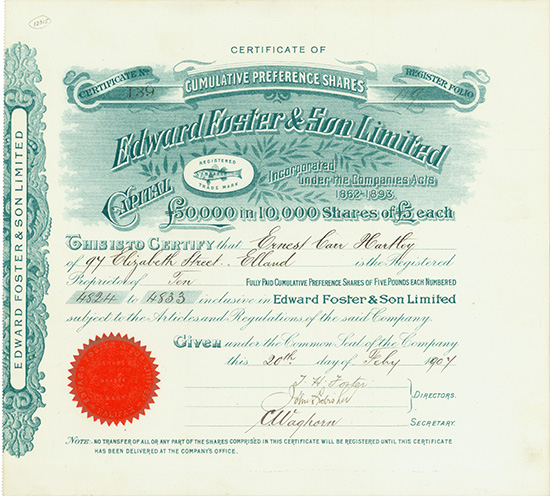 12315
CERTIFICATE OF
CERTIFICATE No
CUMULATIVE PREFERENCE SHARES
REGISTER FOLIO
139
Edward Foster & Son Limited
REGISTERED
TRADE MARK
Incorporated
under the Companies Acts,
1862-1893.
CAPITAL
£50,000 in 10,000 Shares of £5 each
THIS IS TO CERTIFY that Ernest Carr Hartley
of 97 Elizabeth Street, Elland is the Registered
Proprietor of Ten FULLY PAID CUMULATIVE PREFERENCE SHARES OF FIVE POUNDS EACH NUMBERED
4824 to 4833 inclusive in Edward Foster & Son Limited
subject to the Articles and Regulations of the said Company.
Given under the Common Seal of the Company
this 20th day of Feby 1907
T. H. Foster
John
DIRECTORS.
C Waghorn SECRETARY.
NOTE.- NO TRANSFER OF ALL OR ANY PART OF THE SHARES COMPRISED IN THIS CERTIFICATE WILL BE REGISTERED UNTIL THIS CERTIFICATE
HAS BEEN DELIVERED AT THE COMPANY'S OFFICE.
EDWARD FOSTER & SON LIMITED